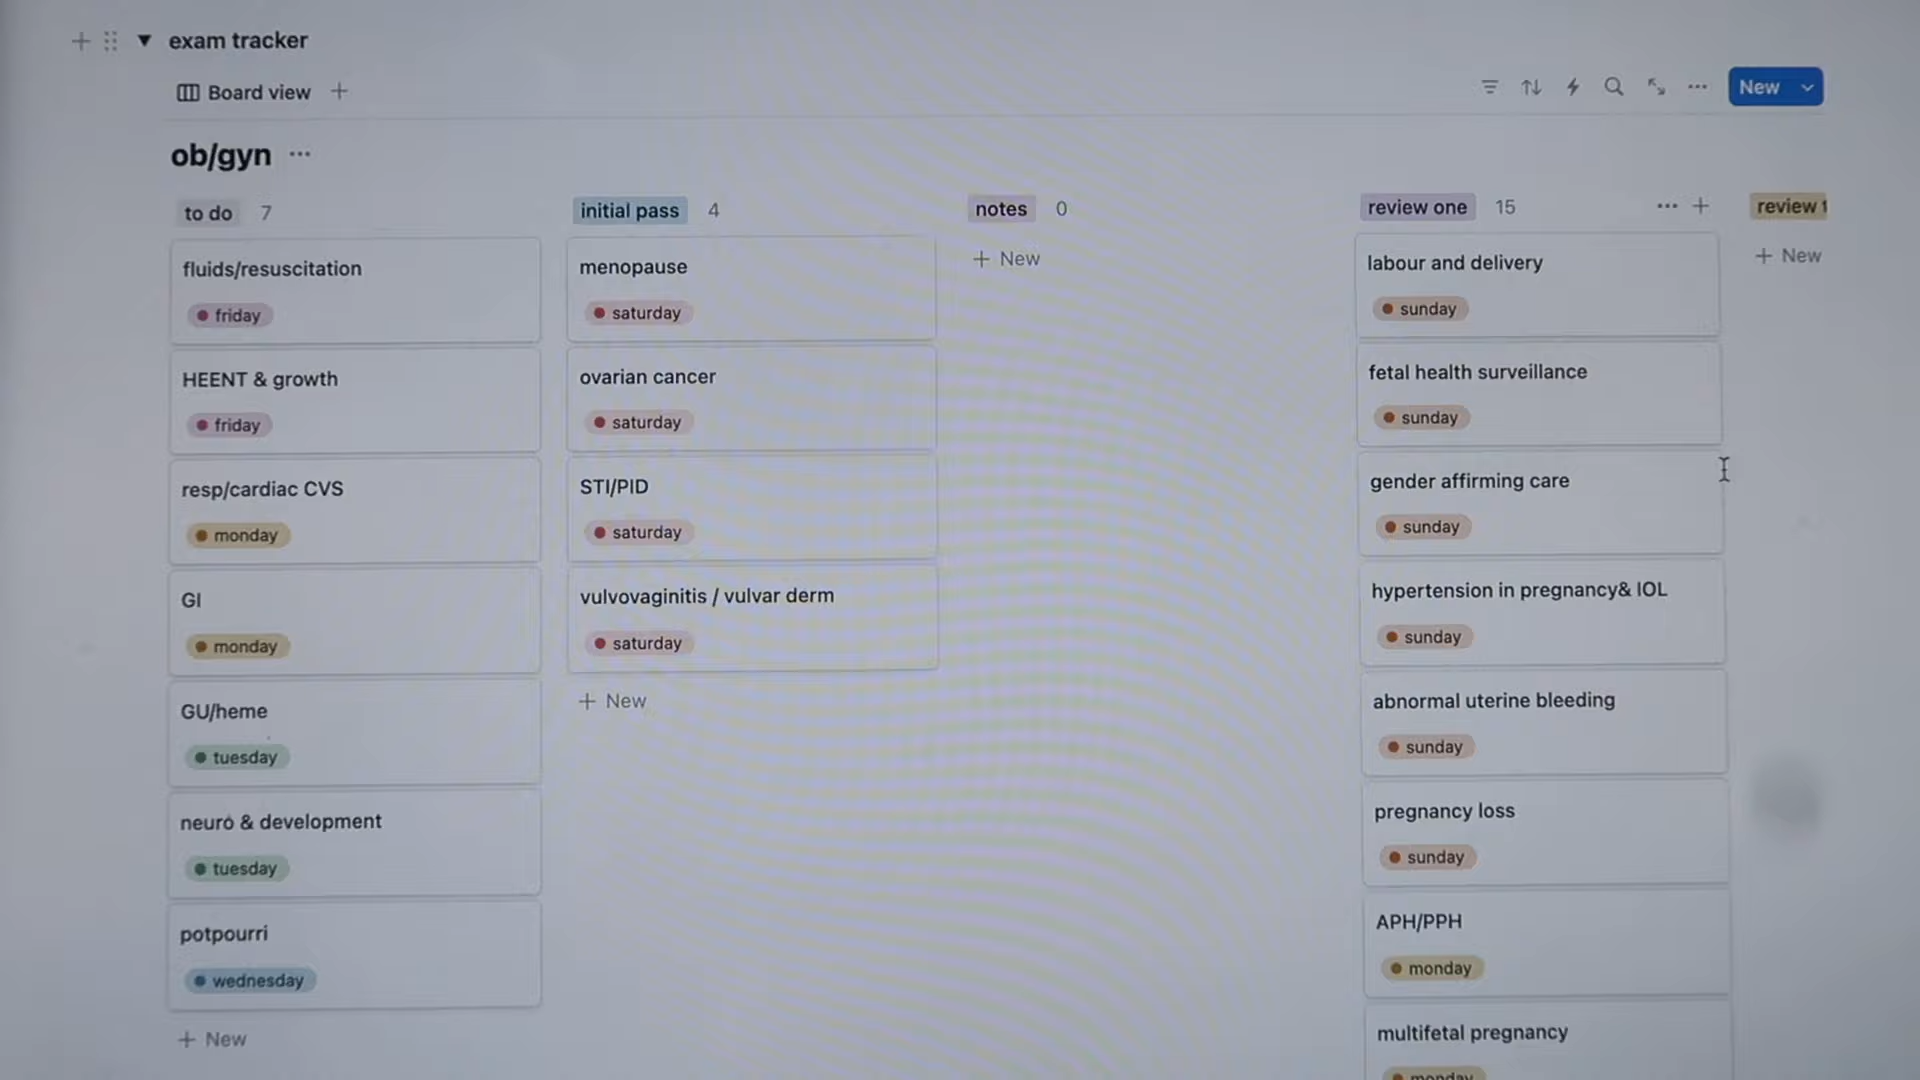 exam tracker
Board view
New
ob/gyn
to do 7
fluids/resuscitation
friday
HEENT & growth
friday
resp/cardiac CVS
monday
GI
monday
GU/heme
tuesday
neuro & development
tuesday
potpourri
wednesday
New
initial pass 4
menopause
saturday
ovarian cancer
saturday
STI/PID
saturday
vulvovaginitis / vulvar derm
saturday
New
notes 0
New
review one 15
labour and delivery
sunday
fetal health surveillance
sunday
gender affirming care
sunday
hypertension in pregnancy& IOL
sunday
abnormal uterine bleeding
sunday
pregnancy loss
sunday
APH/PPH
monday
multifetal pregnancy
monday
review
New